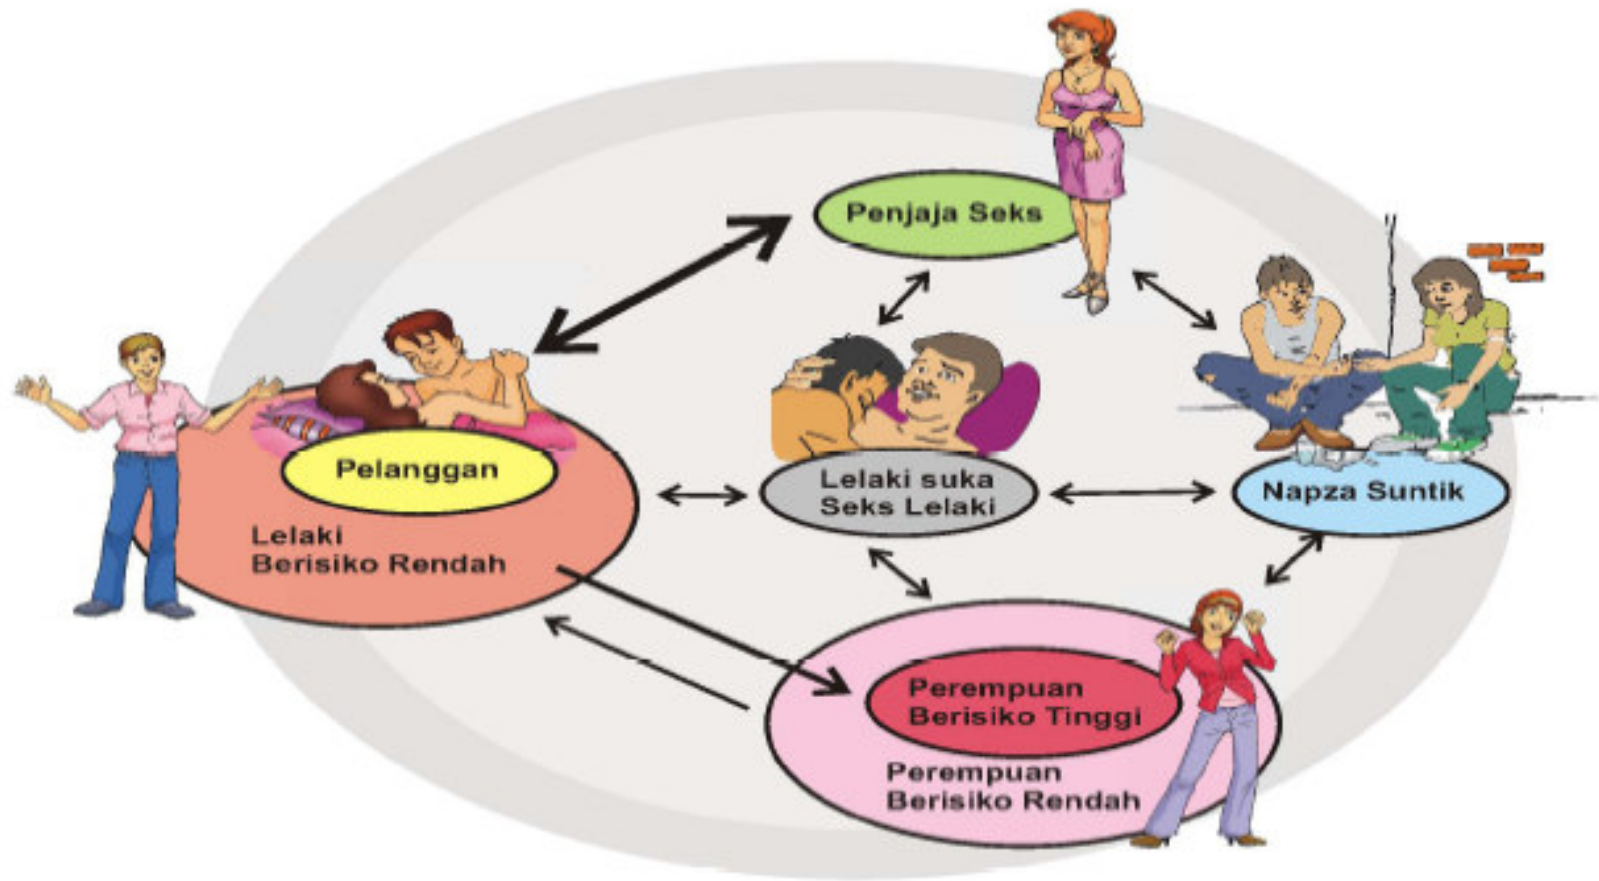 Penjaja Seks
Pelanggan
Lelaki
Berisiko Rendah
Lelaki suka
Seks Lelaki
Napza Suntik
Perempuan
Berisiko Tinggi
Perempuan
Berisiko Rendah